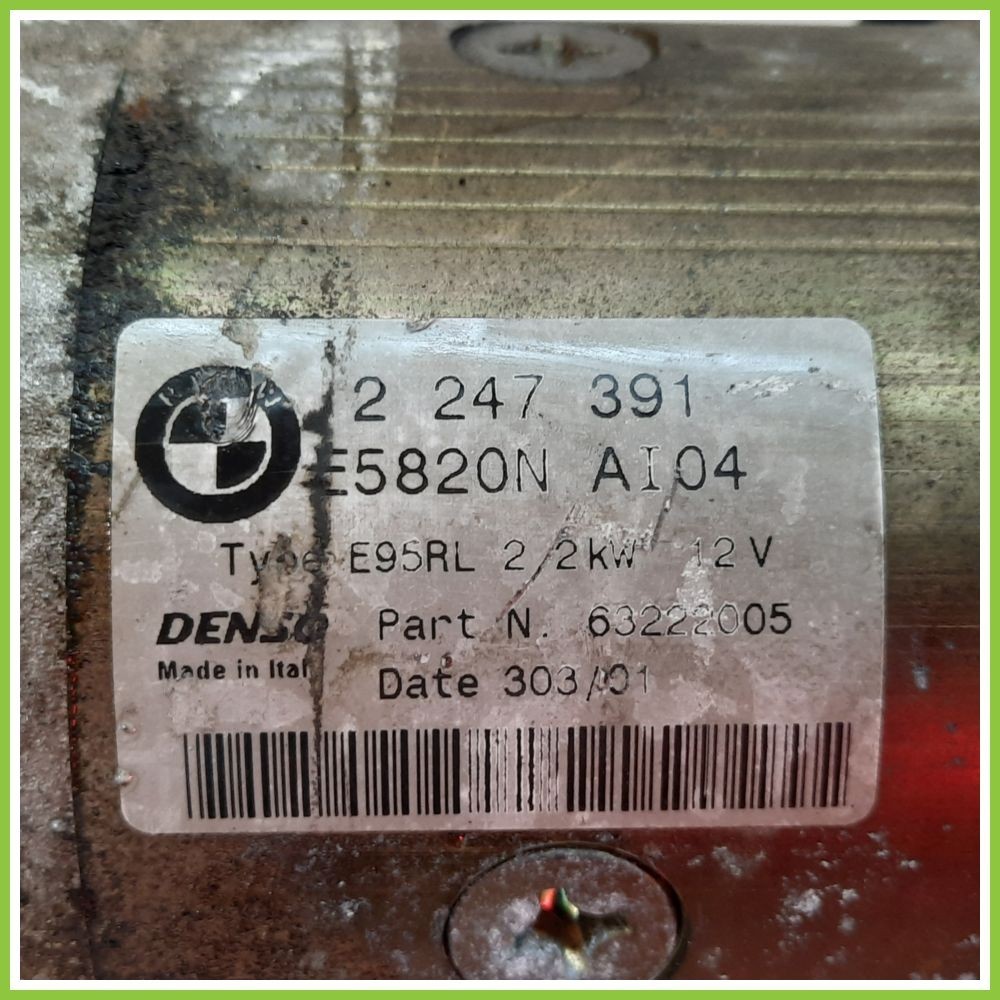 2 247 391
E5820N AI04
Type E95RL 2 2kW 12V
DENSO Part N. 63222005
Made in Ital
Date 303/01